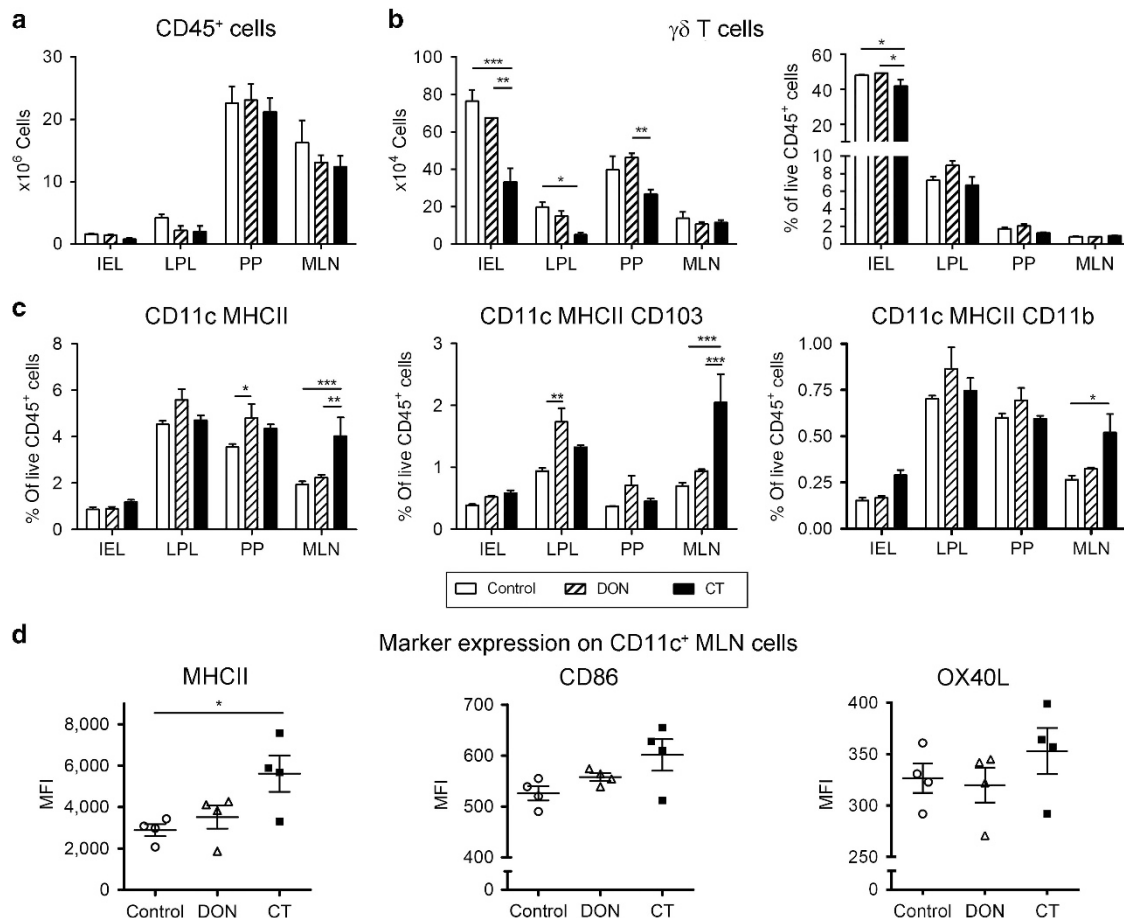 a
CD45⁺ cells
x10⁶ Cells
30
20
10
0
IEL LPL PP MLN
b
γδ T cells
x10⁴ Cells
100
80
60
40
20
0
***
**
*
**
IEL LPL PP MLN
% of live CD45⁺ cells
60
40
20
10
8
6
4
2
0
*
*
IEL LPL PP MLN
c
CD11c MHCII
% Of live CD45⁺ cells
8
6
4
2
0
*
***
**
IEL LPL PP MLN
CD11c MHCII CD103
% Of live CD45⁺ cells
3
2
1
0
**
***
***
IEL LPL PP MLN
CD11c MHCII CD11b
% Of live CD45⁺ cells
1.00
0.75
0.50
0.25
0.00
*
IEL LPL PP MLN
Control DON CT
d
Marker expression on CD11c⁺ MLN cells
MHCII
MFI
8,000
6,000
4,000
2,000
0
*
Control DON CT
CD86
MFI
700
600
500
400
0
Control DON CT
OX40L
MFI
400
350
300
250
0
Control DON CT